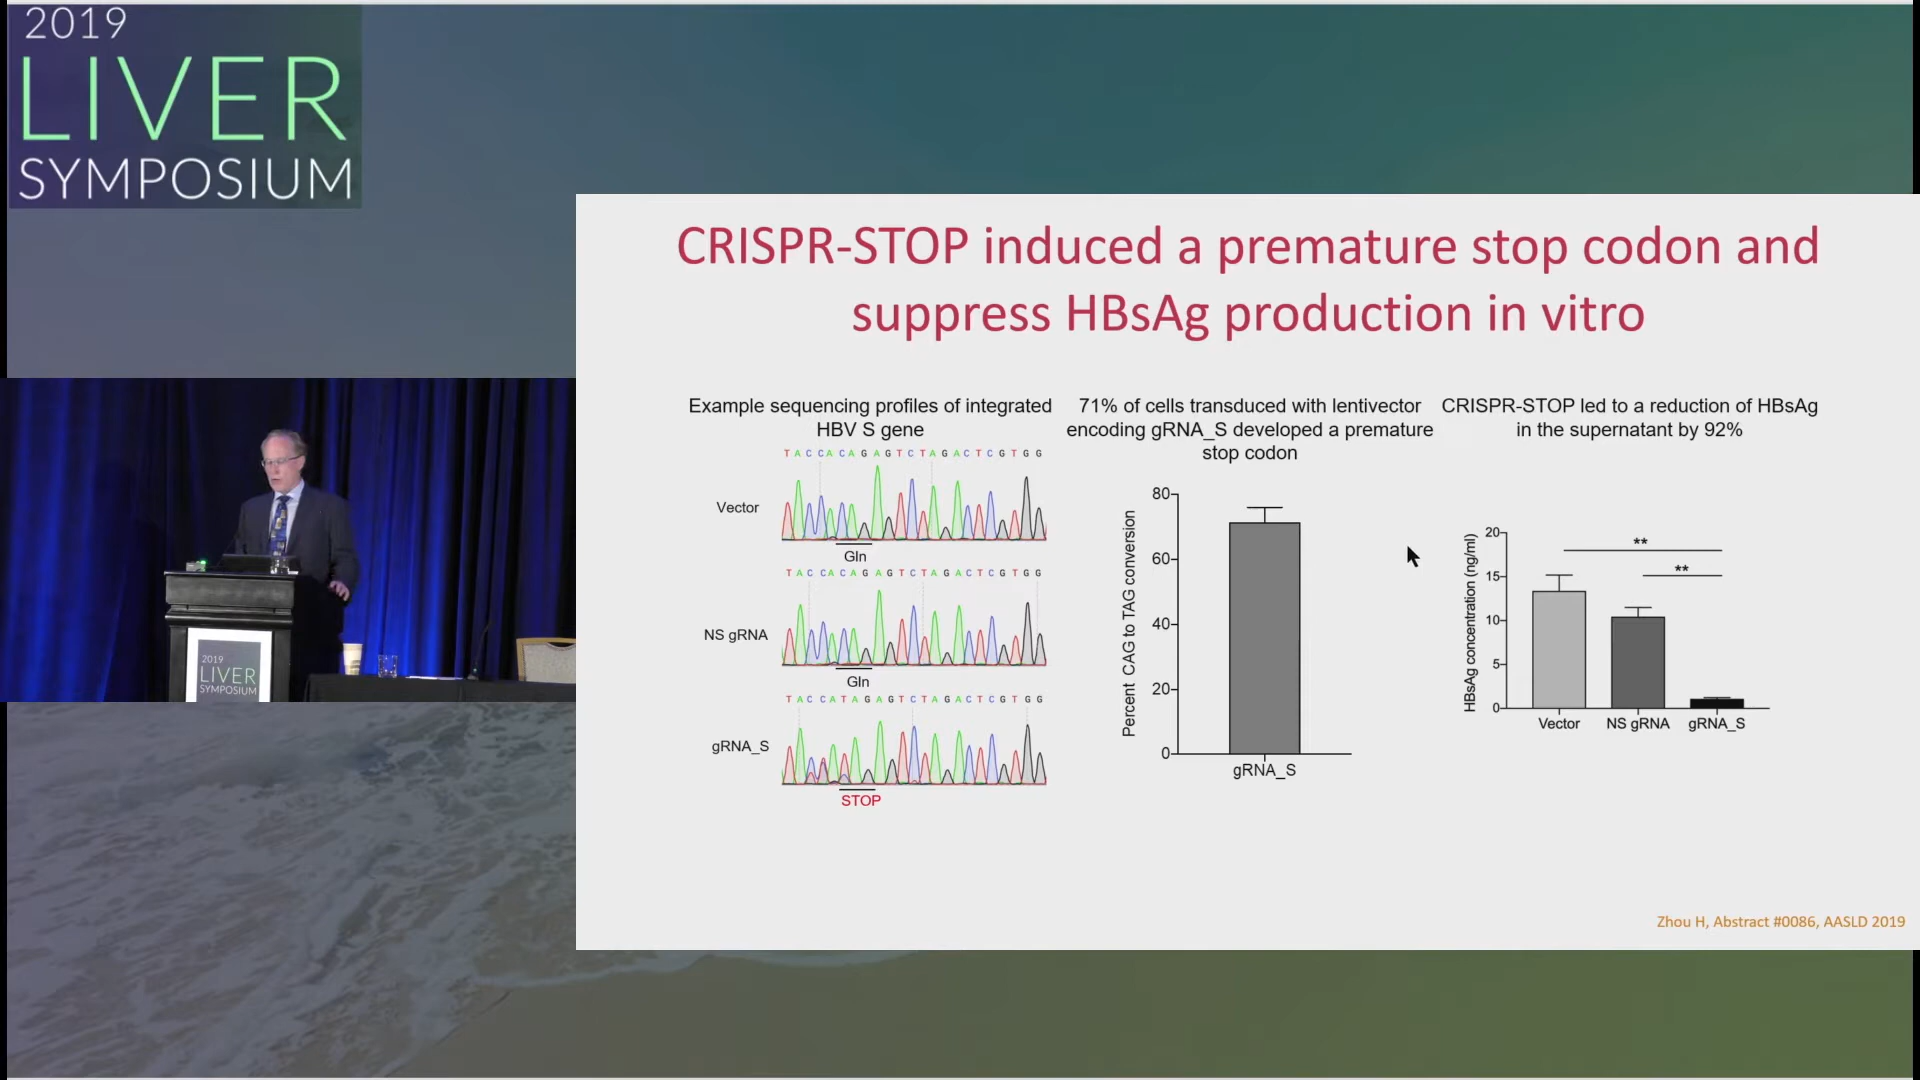 2019
LIVER
SYMPOSIUM
CRISPR-STOP induced a premature stop codon and
suppress HBsAg production in vitro
Example sequencing profiles of integrated
HBV S gene
TACCACAGAGTCTAGACTCGTGG
Vector
Gln
TACCACAGAGTCTAGACTCGTGG
NS gRNA
Gln
TACCATAGAGTCTAGACTCGTGG
gRNA_S
STOP
71% of cells transduced with lentivector
encoding gRNA_S developed a premature
stop codon
Percent CAG to TAG conversion
80
60
40
20
0
gRNA_S
CRISPR-STOP led to a reduction of HBsAg
in the supernatant by 92%
HBsAg concentration (ng/ml)
20
15
10
5
0
**
**
Vector NS gRNA gRNA_S
Zhou H, Abstract #0086, AASLD 2019
2019
LIVER
SYMPOSIUM